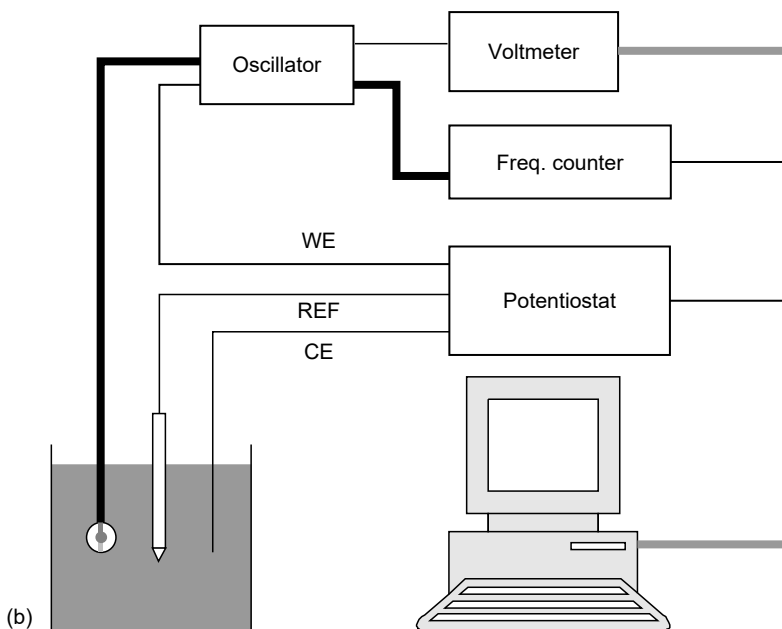 Oscillator
Voltmeter
Freq. counter
WE
Potentiostat
REF
CE
(b)